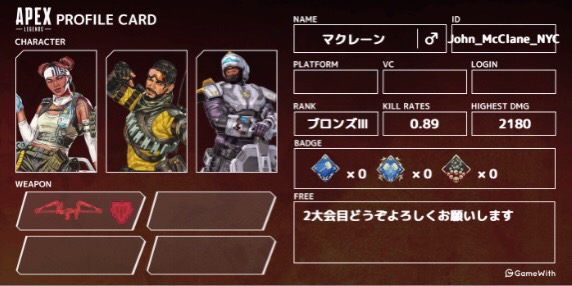 APEX
LEGENDS
PROFILE CARD
CHARACTER
WEAPON
NAME
マクレーン
♂
ID
John_McClane_NYC
PLATFORM
VC
LOGIN
RANK
ブロンズⅢ
KILL RATES
0.89
HIGHEST DMG
2180
BADGE
×0
×0
×0
FREE
2大会目どうぞよろしくお願いします
GameWith